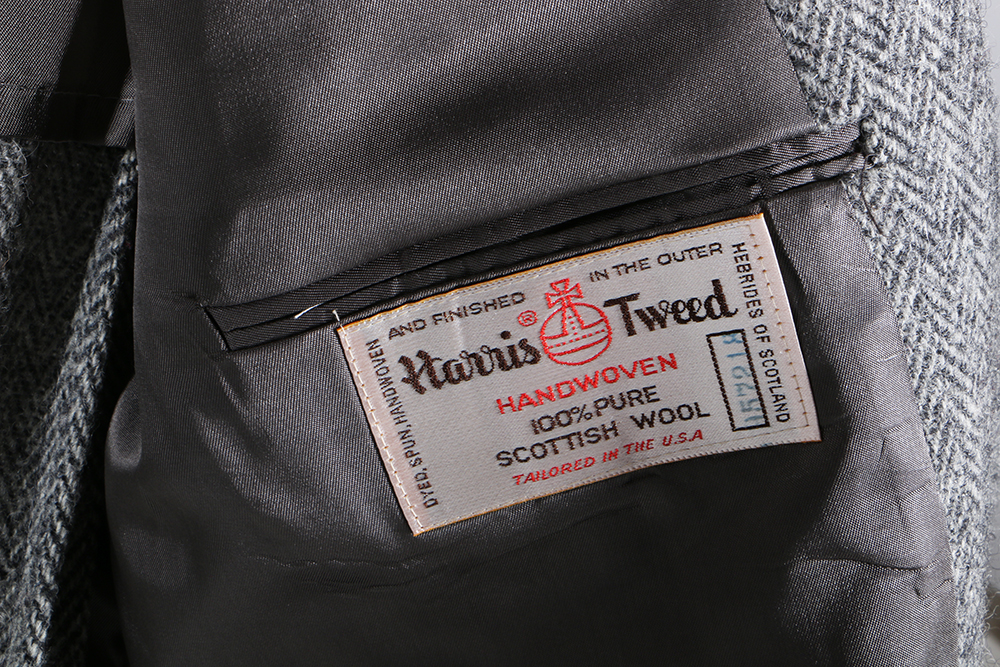 DYED, SPUN, HANDWOVEN
AND FINISHED IN THE OUTER
HEBRIDES OF SCOTLAND
Harris ® Tweed
HANDWOVEN
100% PURE
SCOTTISH WOOL
TAILORED IN THE U.S.A